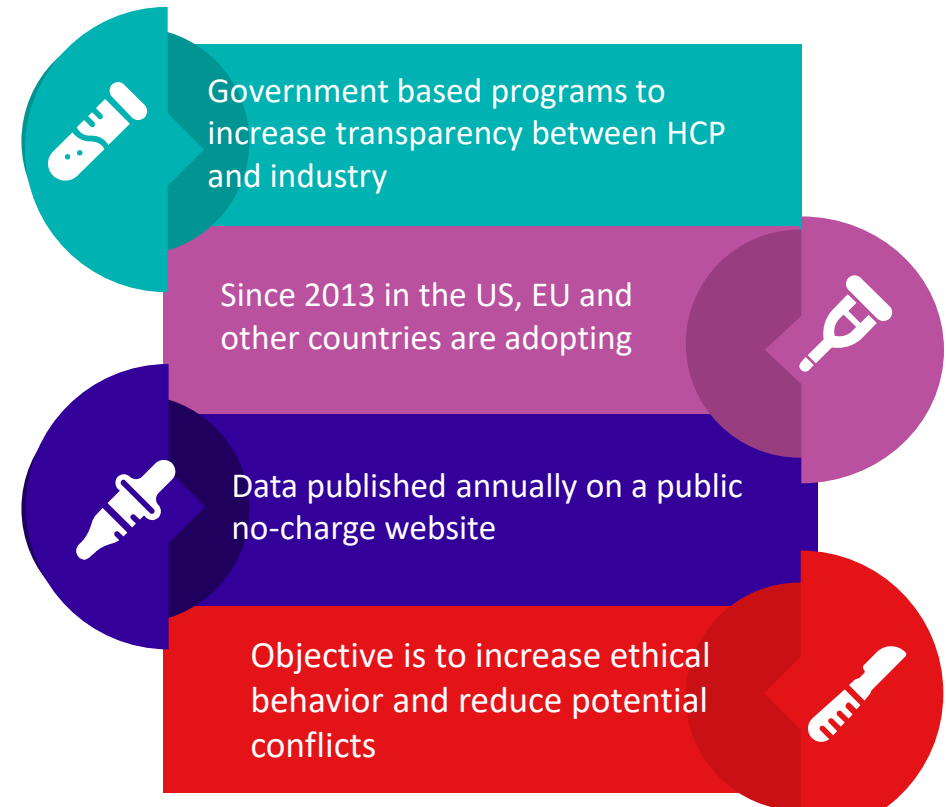 Government based programs to
increase transparency between HCP
and industry
Since 2013 in the US, EU and
other countries are adopting
Data published annually on a public
no-charge website
Objective is to increase ethical
behavior and reduce potential
conflicts